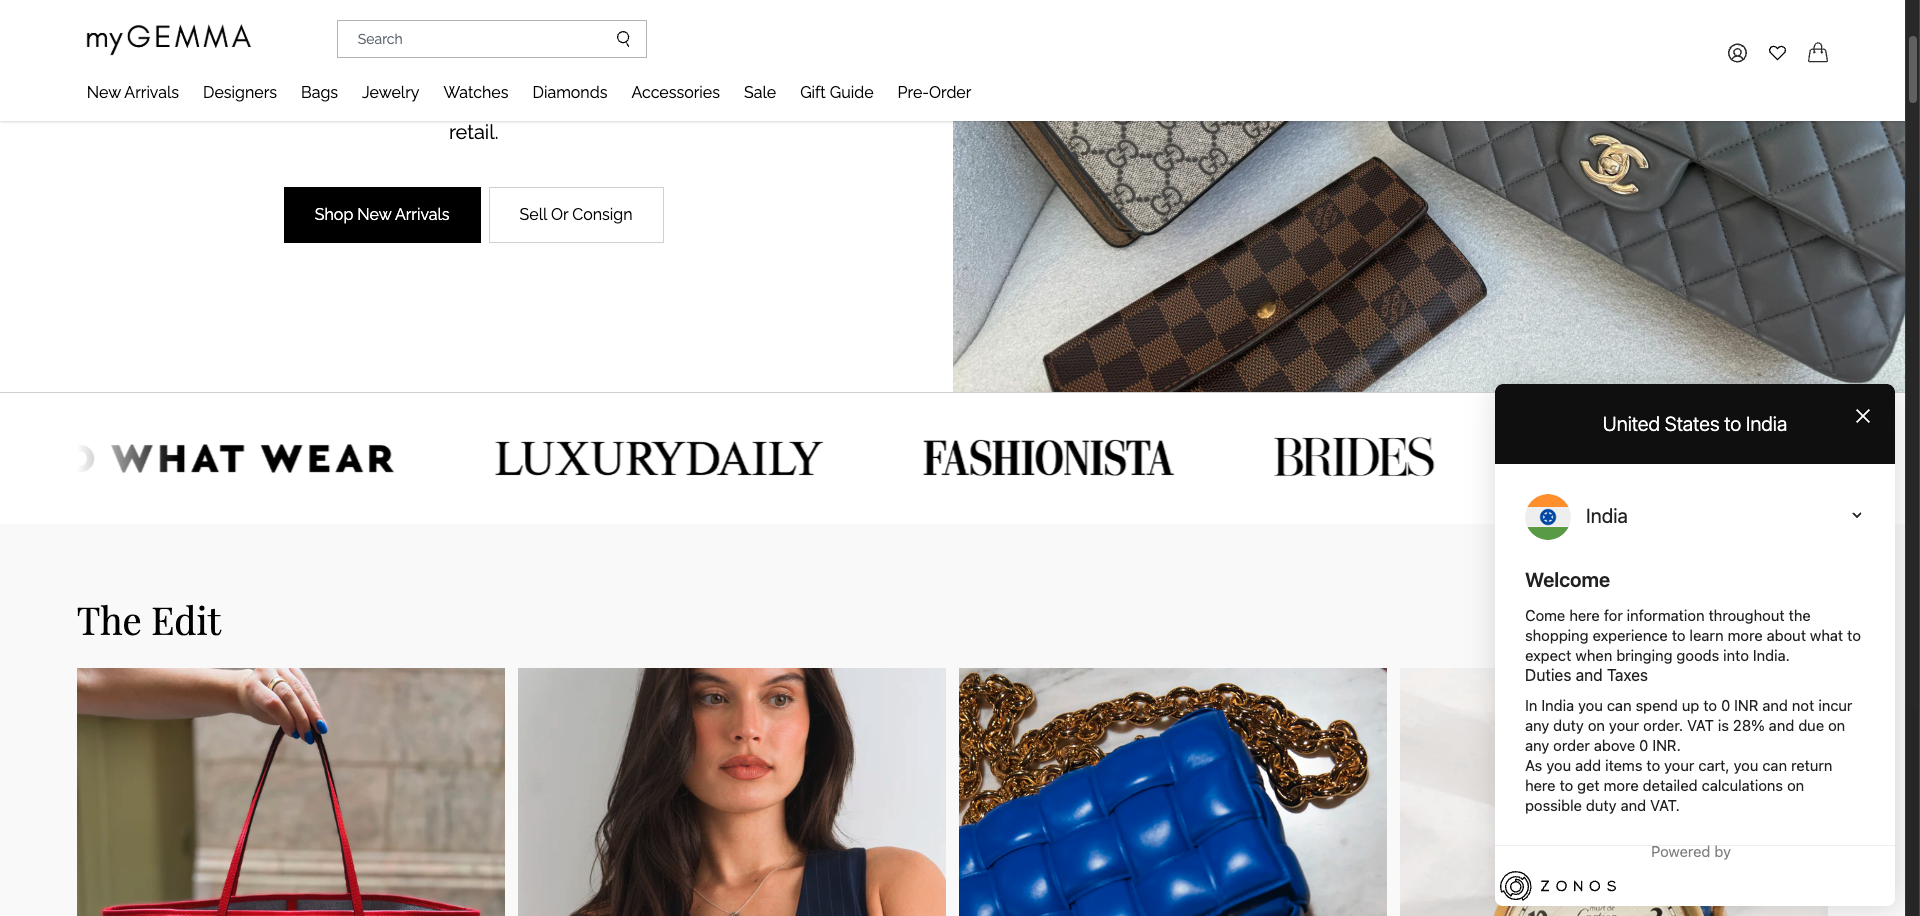 myGEMMA
Search
New Arrivals Designers Bags Jewelry Watches Diamonds Accessories Sale Gift Guide Pre-Order
retail.
Shop New Arrivals
Sell Or Consign
WHAT WEAR
LUXURYDAILY
FASHIONISTA
BRIDES
The Edit
United States to India
India
Welcome
Come here for information throughout the
shopping experience to learn more about what to
expect when bringing goods into India.
Duties and Taxes
In India you can spend up to 0 INR and not incur
any duty on your order. VAT is 28% and due on
any order above 0 INR.
As you add items to your cart, you can return
here to get more detailed calculations on
possible duty and VAT.
Powered by
ZONOS